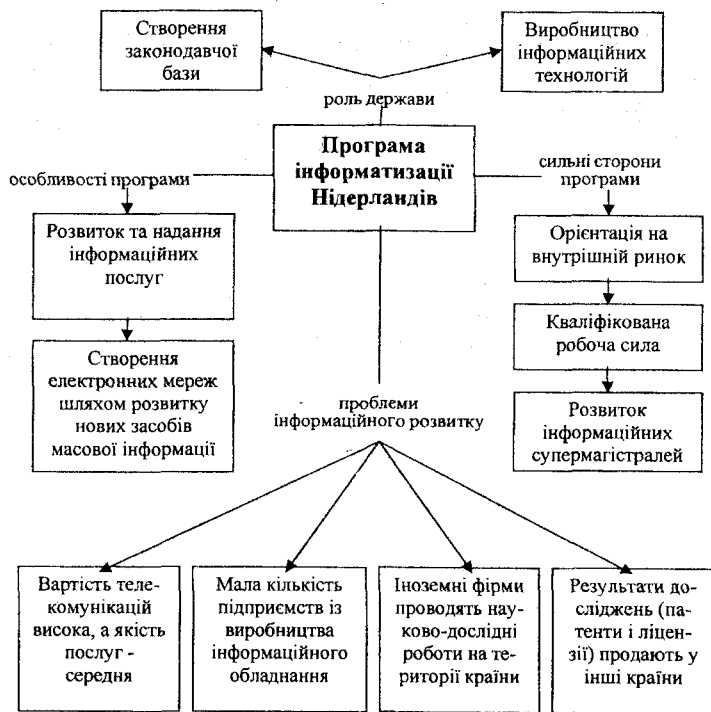 Створення
законодавчої
бази
Виробництво
інформаційних
технологій
роль держави
Програма
інформатизації
Нідерландів
особливості програми
сильні сторони
програми
Розвиток та надання
інформаційних
послуг
Створення
електронних мереж
шляхом розвитку
нових засобів
масової інформації
Орієнтація на
внутрішній ринок
Кваліфікована
робоча сила
Розвиток
інформаційних
супермагістралей
проблеми
інформаційного розвитку
Вартість теле-
комунікацій
висока, а якість
послуг -
середня
Мала кількість
підприємств із
виробництва
інформаційного
обладнання
Іноземні фірми
проводять нау-
ково-дослідні
роботи на те-
риторії країни
Результати до-
сліджень (па-
тенти і ліцен-
зії) продають у
інші країни